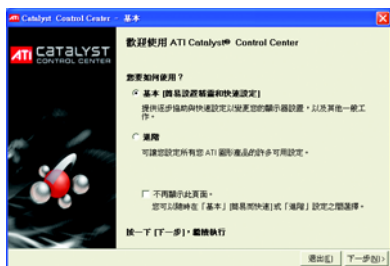 ATI Catalyst Control Center - 基本
ATI CATALYST
CONTROL CENTER
歡迎使用 ATI Catalyst® Control Center
您要如何使用？
基本 [簡易設置精靈和快速設定]
提供逐步協助與快速設定以變更您的顯示器設置，以及其他一般工
作。
進階
可讓您設定所有您 ATI 圖形產品的許多可用設定。
不再顯示此頁面。
您可以隨時在「基本」[簡易而快速]或「進階」設定之間選擇。
按一下 [下一步]，繼續執行
退出(E)
下一步(N)>